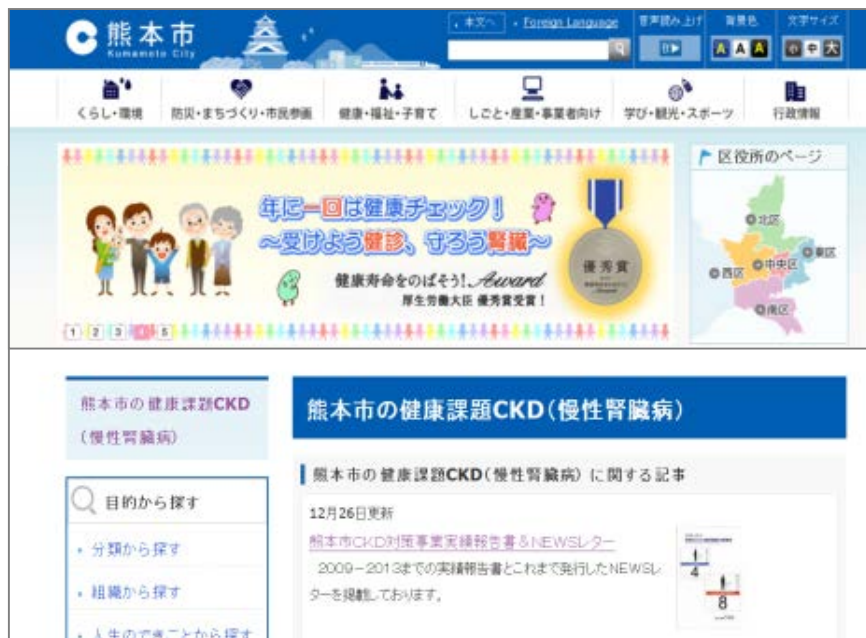 熊本市
Kumamoto City
本文へ
Foreign Language
音声読み上げ
背景色
文字サイズ
A A A
小 中 大
くらし・環境
防災・まちづくり・市民参画
健康・福祉・子育て
しごと・産業・事業者向け
学び・観光・スポーツ
行政情報
年に一回は健康チェック!
~受けよう健診、守ろう腎臓~
健康寿命をのばそう!Award
厚生労働大臣 優秀賞受賞!
優秀賞
1 2 3 4 5
区役所のページ
北区
西区
中央区
東区
南区
熊本市の健康課題CKD
(慢性腎臓病)
目的から探す
分類から探す
組織から探す
人生のできごとから探す
熊本市の健康課題CKD(慢性腎臓病)
熊本市の健康課題CKD(慢性腎臓病)に関する記事
12月26日更新
熊本市CKD対策事業実績報告書&NEWSレター
2009-2013までの実績報告書とこれまで発行したNEWSレ
ターを掲載しております。
4
8